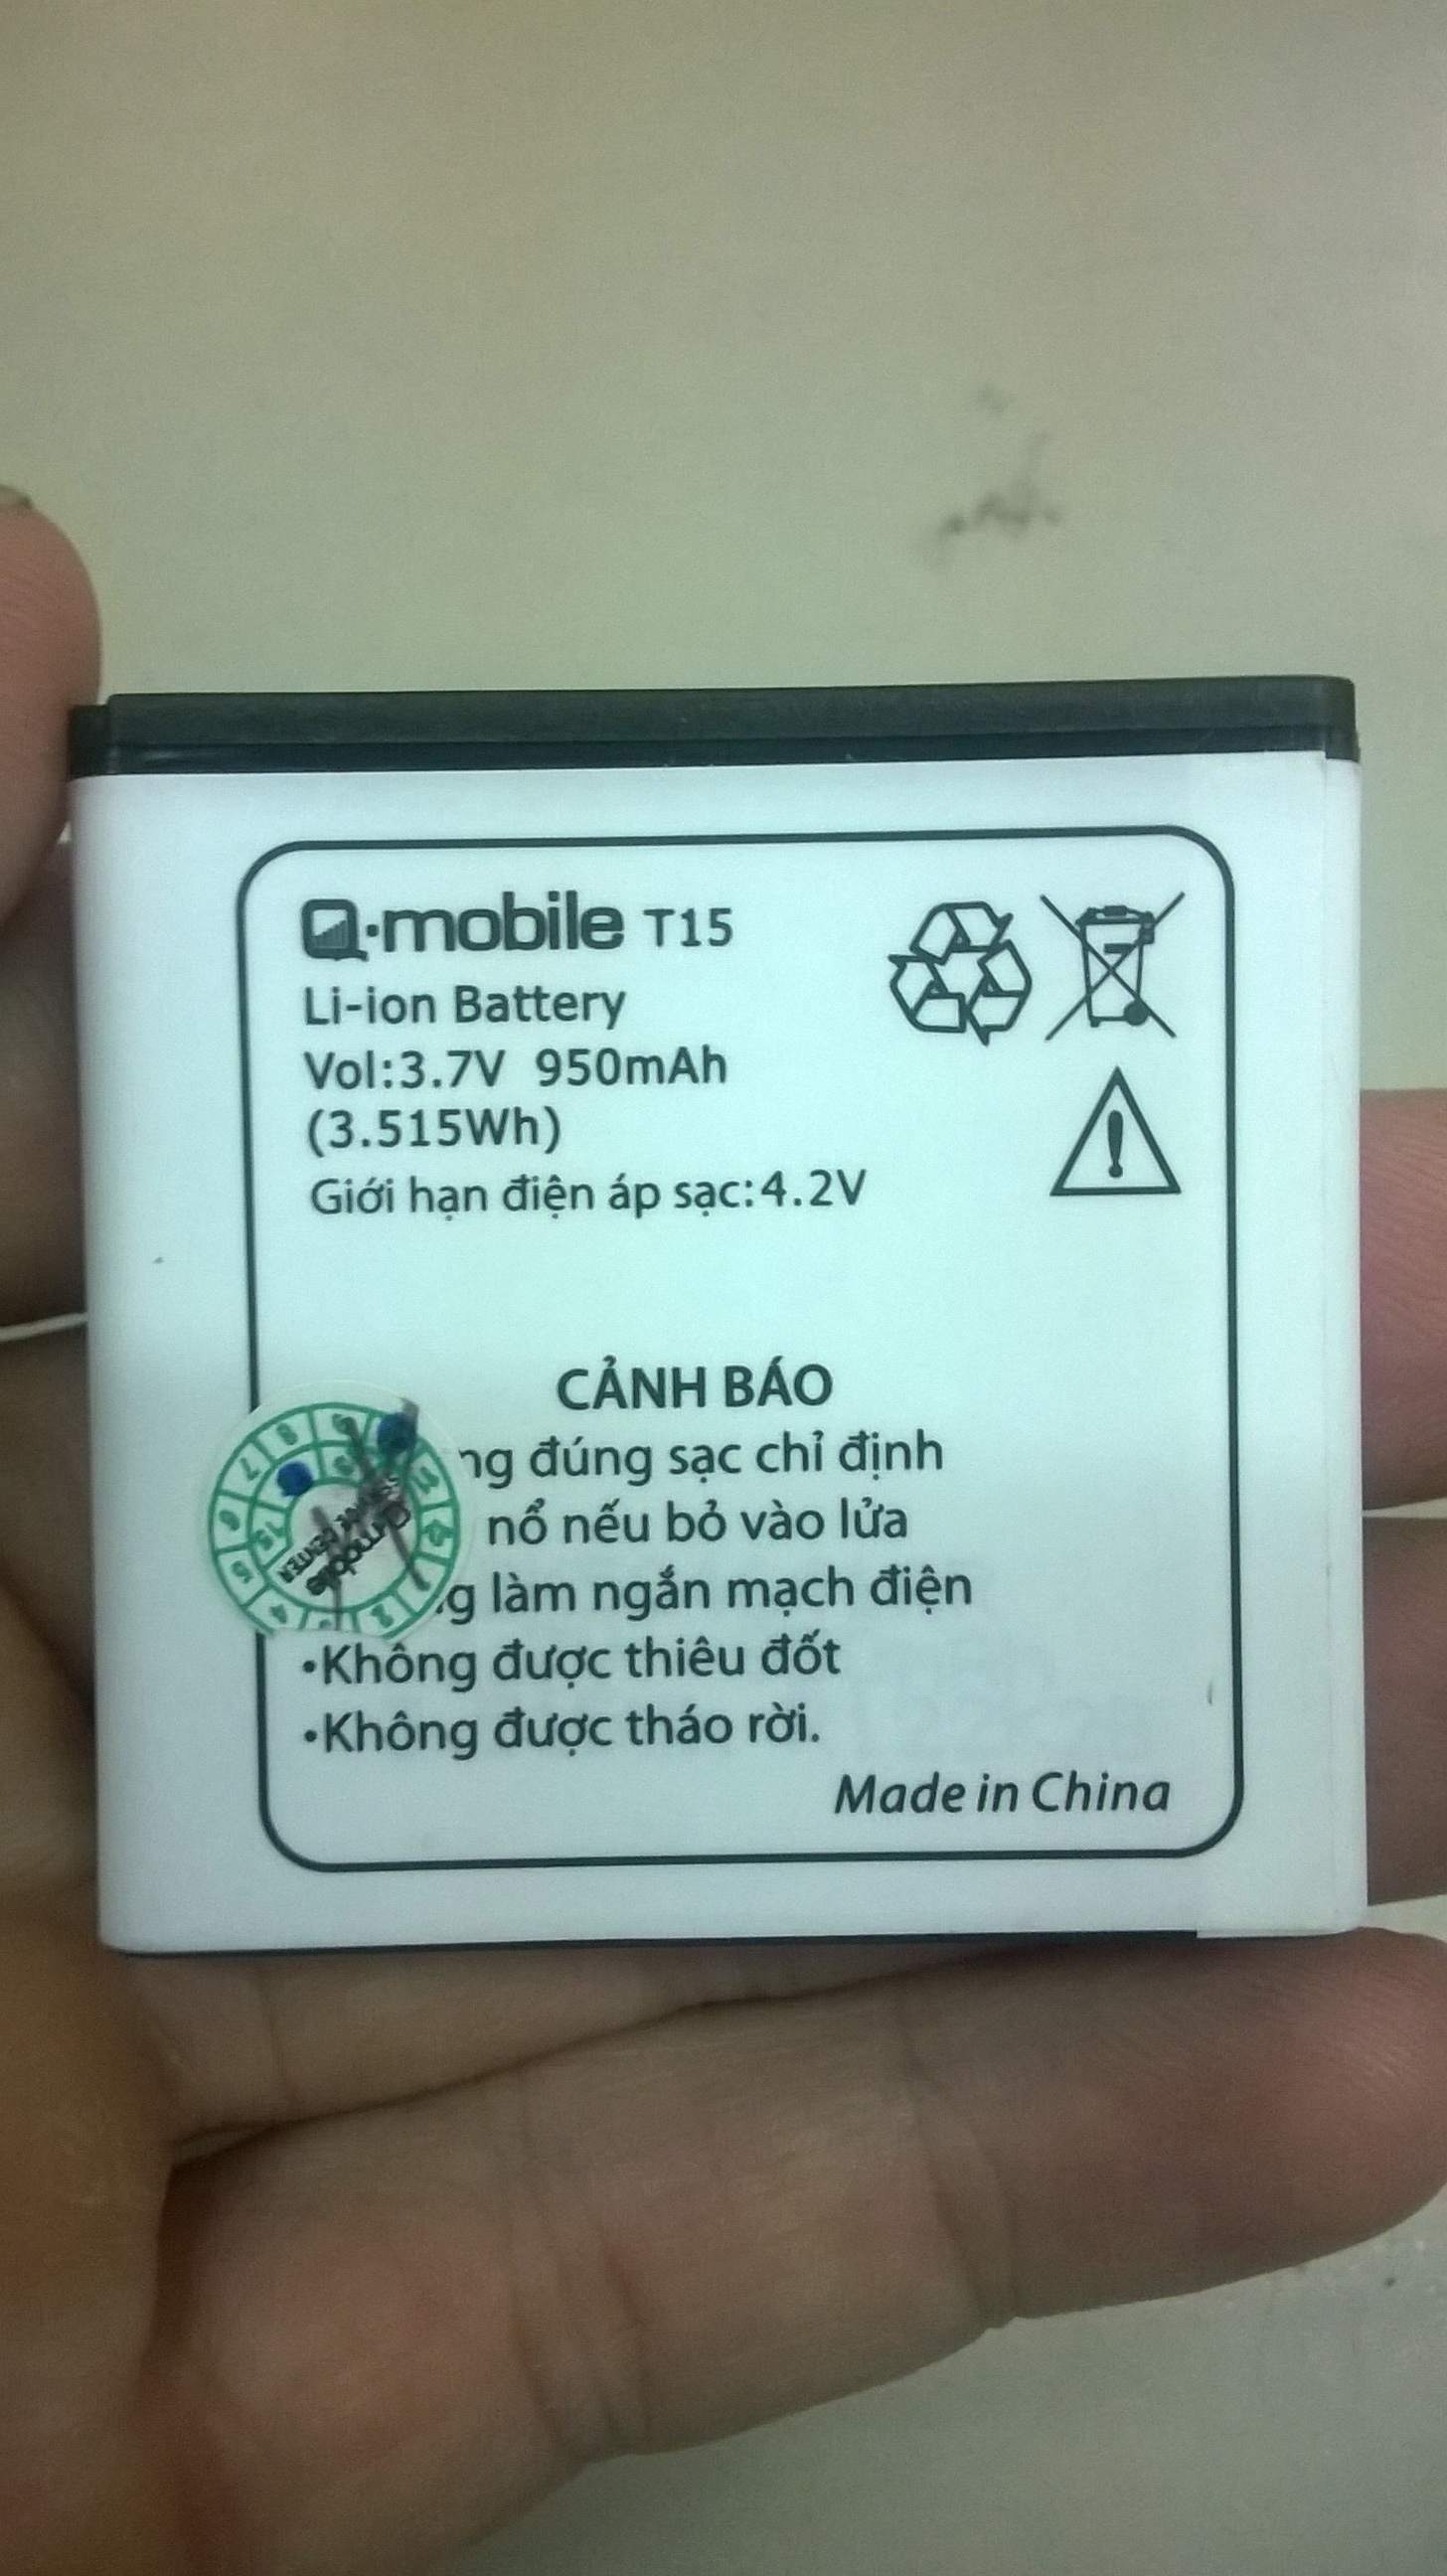 Q·mobile T15
Li-ion Battery
Vol:3.7V 950mAh
(3.515Wh)
Giới hạn điện áp sạc:4.2V
CẢNH BÁO
đúng sạc chỉ định
nổ nếu bỏ vào lửa
làm ngắn mạch điện
•Không được thiêu đốt
•Không được tháo rời.
Made in China
Q·mobile
CENTER